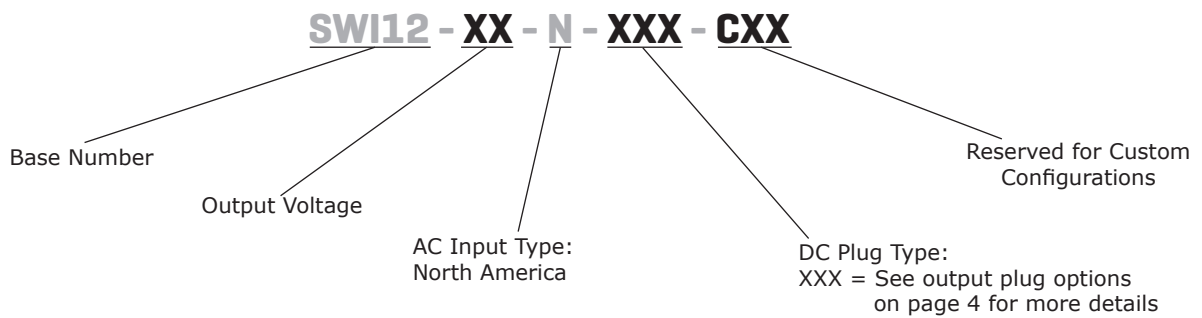 SWI12 - XX - N - XXX - CXX
Base Number
Output Voltage
AC Input Type:
North America
DC Plug Type:
XXX = See output plug options
on page 4 for more details
Reserved for Custom
Configurations